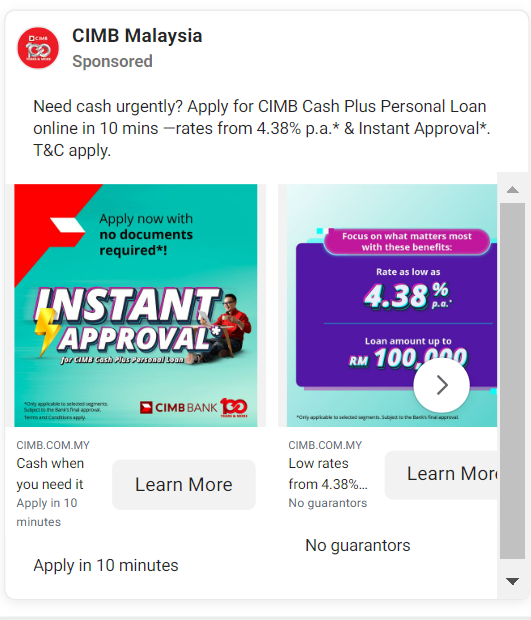 CIMB Malaysia
Sponsored
Need cash urgently? Apply for CIMB Cash Plus Personal Loan
online in 10 mins —rates from 4.38% p.a.* & Instant Approval*.
T&C apply.
Apply now with
no documents
required*!
INSTANT
APPROVAL*
for CIMB Cash Plus Personal Loan
*Only applicable to selected segments.
Subject to the Bank's final approval.
Terms and Conditions apply.
CIMB BANK 100
YEARS & MORE
Focus on what matters most
with these benefits:
Rate as low as
4.38% p.a.*
Loan amount up to
RM 100,000
*Only applicable to selected segments. Subject to the Bank's final approval.
CIMB.COM.MY
Cash when
you need it
Apply in 10
minutes
Learn More
Apply in 10 minutes
CIMB.COM.MY
Low rates
from 4.38%...
No guarantors
Learn Mor
No guarantors